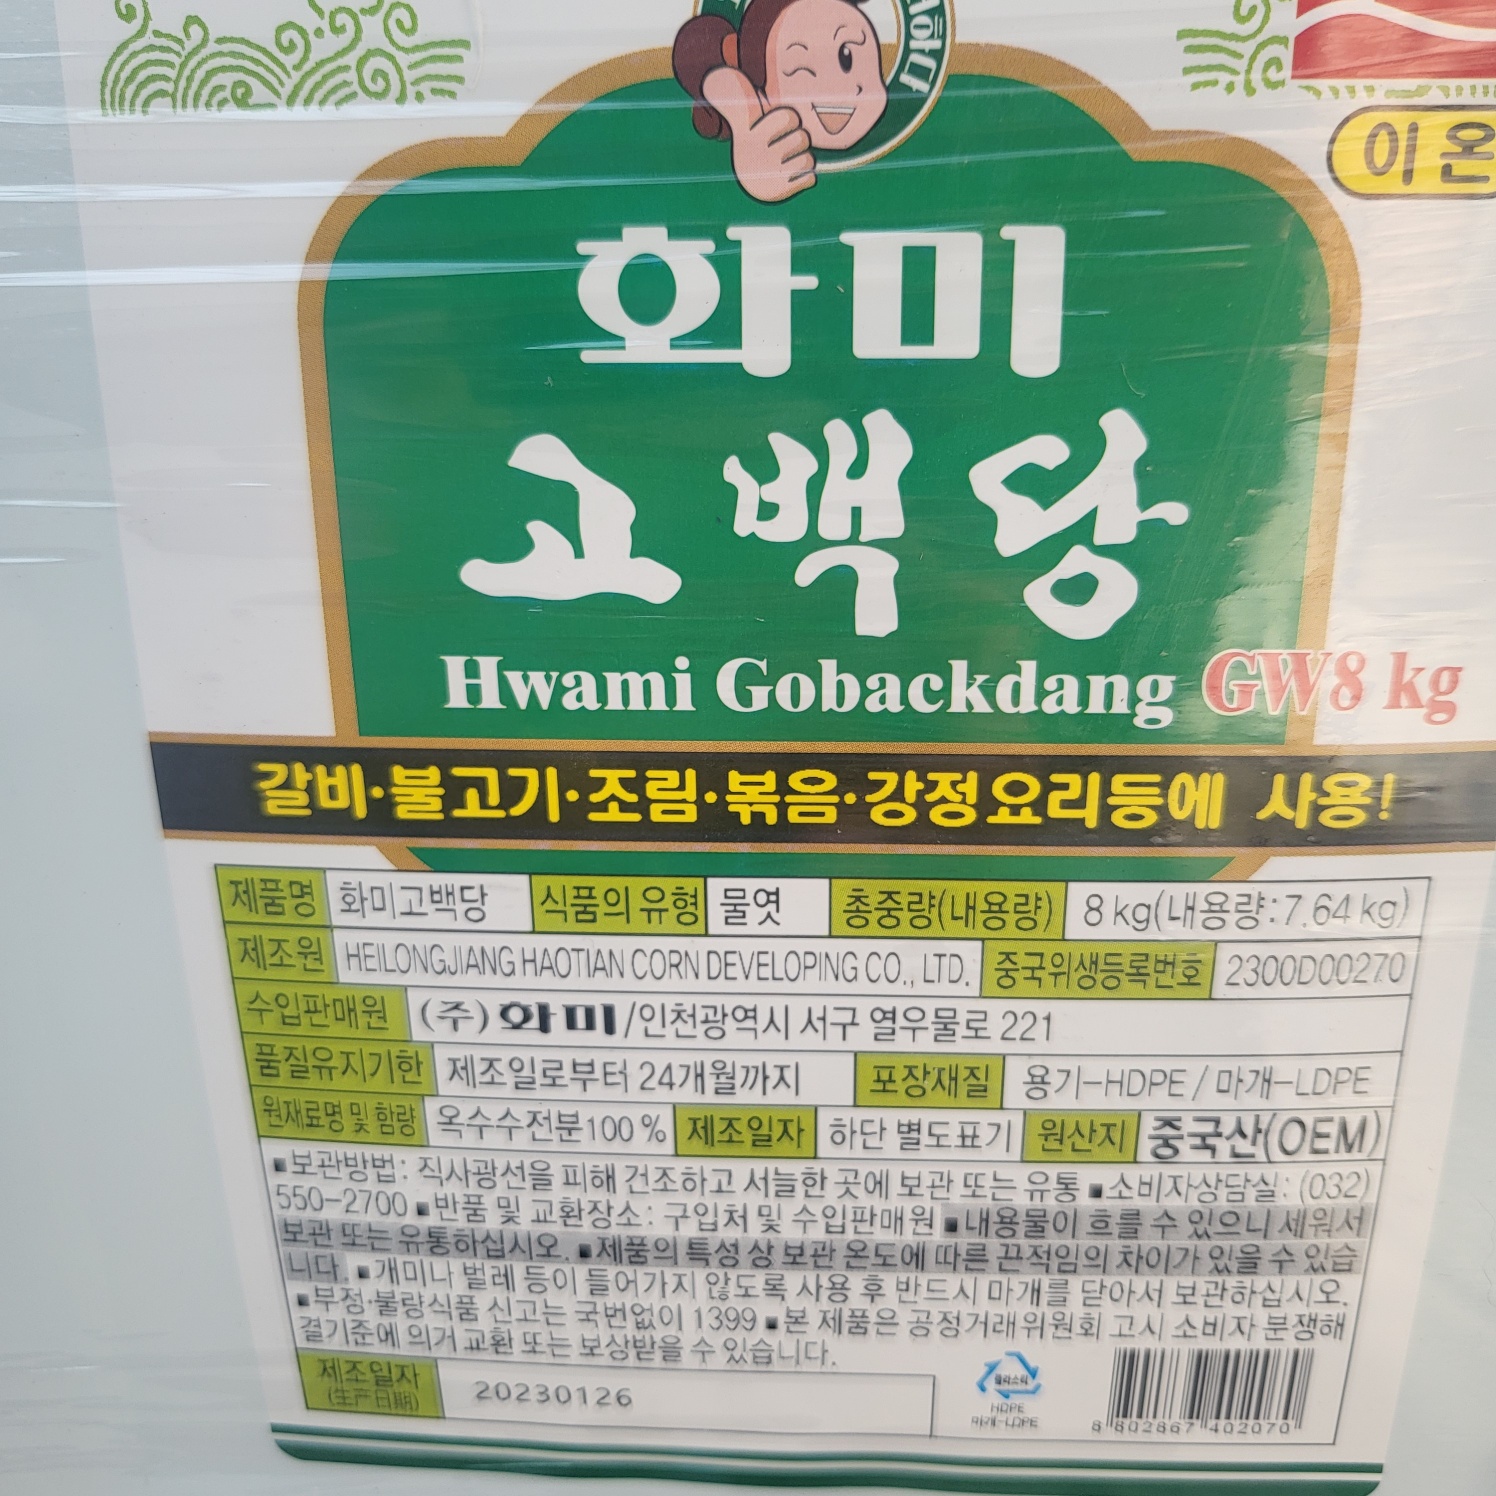 하다
이온
화미
고백당
Hwami Gobackdang GW8 kg
갈비·불고기·조림·볶음·강정요리등에 사용!
제품명 화미고백당 식품의 유형 물엿 총중량(내용량) 8 kg(내용량:7.64 kg)
제조원 HEILONGJIANG HAOTIAN CORN DEVELOPING CO., LTD. 중국위생등록번호 2300D00270
수입판매원 (주)화미/인천광역시 서구 열우물로 221
품질유지기한 제조일로부터 24개월까지 포장재질 용기-HDPE / 마개-LDPE
원재료명 및 함량 옥수수전분100 % 제조일자 하단 별도표기 원산지 중국산(OEM)
■보관방법: 직사광선을 피해 건조하고 서늘한 곳에 보관 또는 유통 ■소비자상담실: (032)
550-2700 ■반품 및 교환장소: 구입처 및 수입판매원 ■내용물이 흐를 수 있으니 세워서
보관 또는 유통하십시오. ■제품의 특성 상 보관 온도에 따른 끈적임의 차이가 있을 수 있습
니다. ■개미나 벌레 등이 들어가지 않도록 사용 후 반드시 마개를 닫아서 보관하십시오.
■부정·불량식품 신고는 국번없이 1399 ■본 제품은 공정거래위원회 고시 소비자 분쟁해
결기준에 의거 교환 또는 보상받을 수 있습니다.
제조일자
(生产日期)
20230126
플라스틱
HDPE
마개-LDPE
8 802867 402070